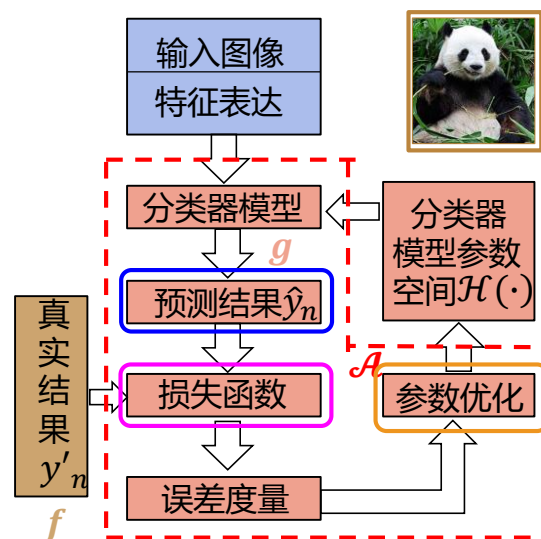 输入图像
特征表达
分类器模型
g
预测结果ŷₙ
真
实
结
果
y'ₙ
f
损失函数
误差度量
分类器
模型参数
空间ℋ(·)
𝒜
参数优化